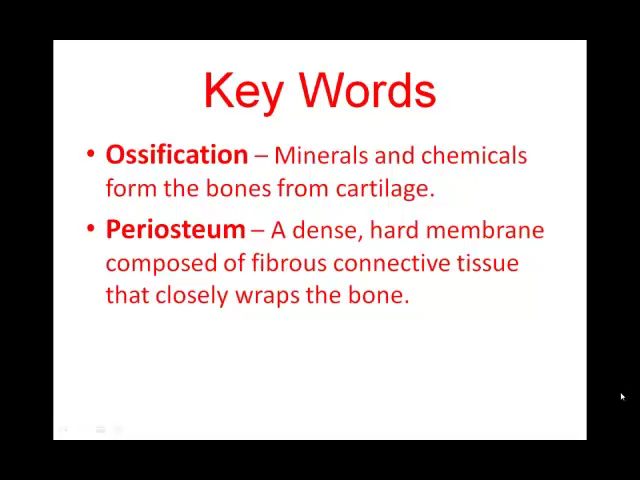 Key Words
• Ossification – Minerals and chemicals
form the bones from cartilage.
• Periosteum – A dense, hard membrane
composed of fibrous connective tissue
that closely wraps the bone.